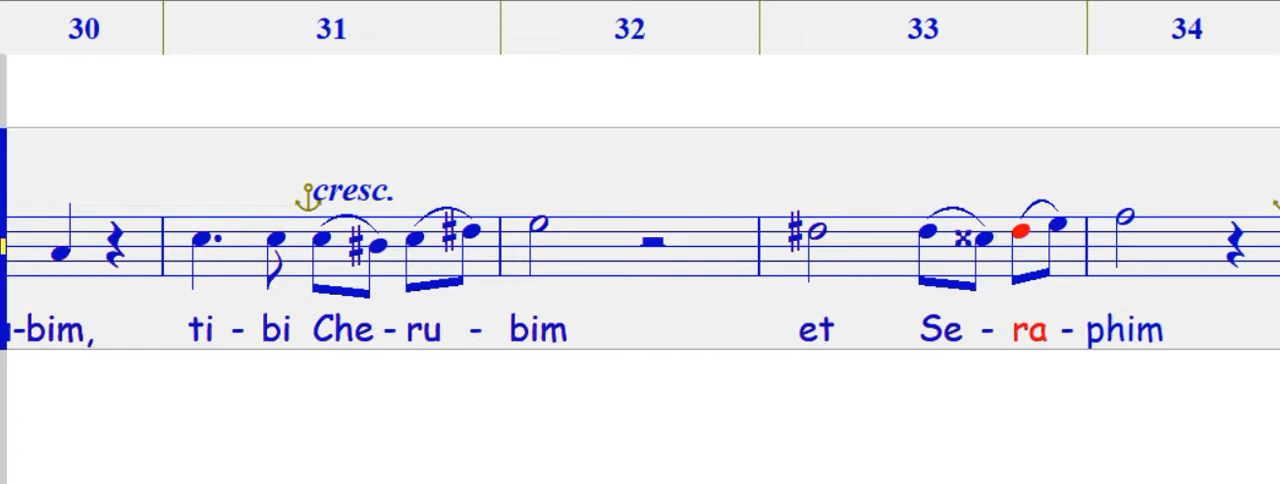 30 31 32 33 34
cresc.
-bim, ti - bi Che - ru - bim et Se - ra - phim